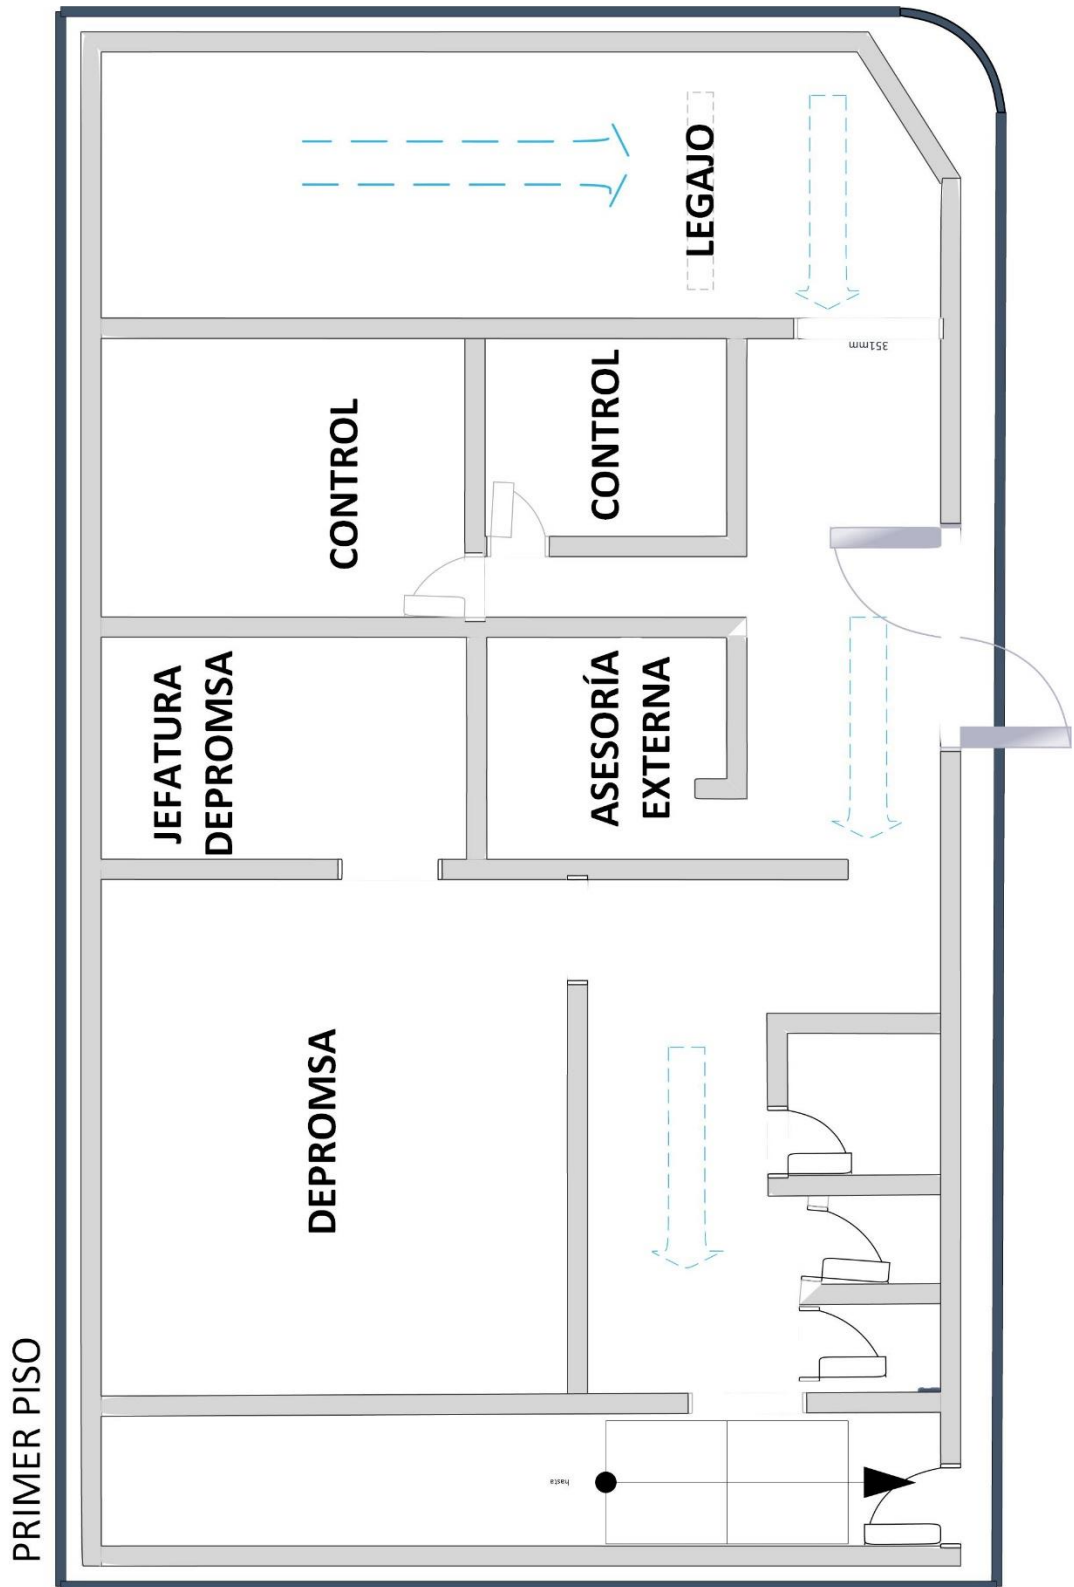 PRIMER PISO
JEFATURA
DEPROMSA
CONTROL
DEPROMSA
ASESORÍA
EXTERNA
CONTROL
LEGAJO
hasta
351mm